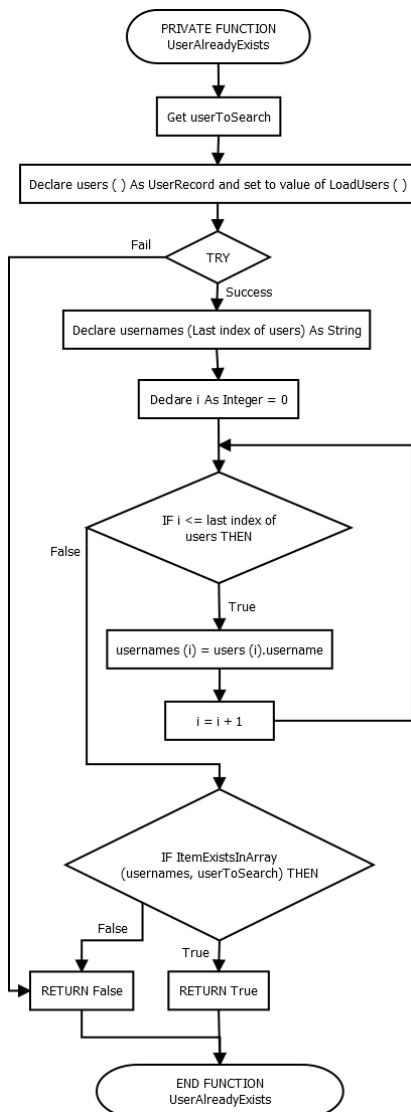 PRIVATE FUNCTION
UserAlreadyExists
Get userToSearch
Declare users ( ) As UserRecord and set to value of LoadUsers ( )
Fail
TRY
Success
Declare usernames (Last index of users) As String
Declare i As Integer = 0
IF i <= last index of
users THEN
False
True
usernames (i) = users (i).username
i = i + 1
IF ItemExistsInArray
(usernames, userToSearch) THEN
False
True
RETURN False
RETURN True
END FUNCTION
UserAlreadyExists